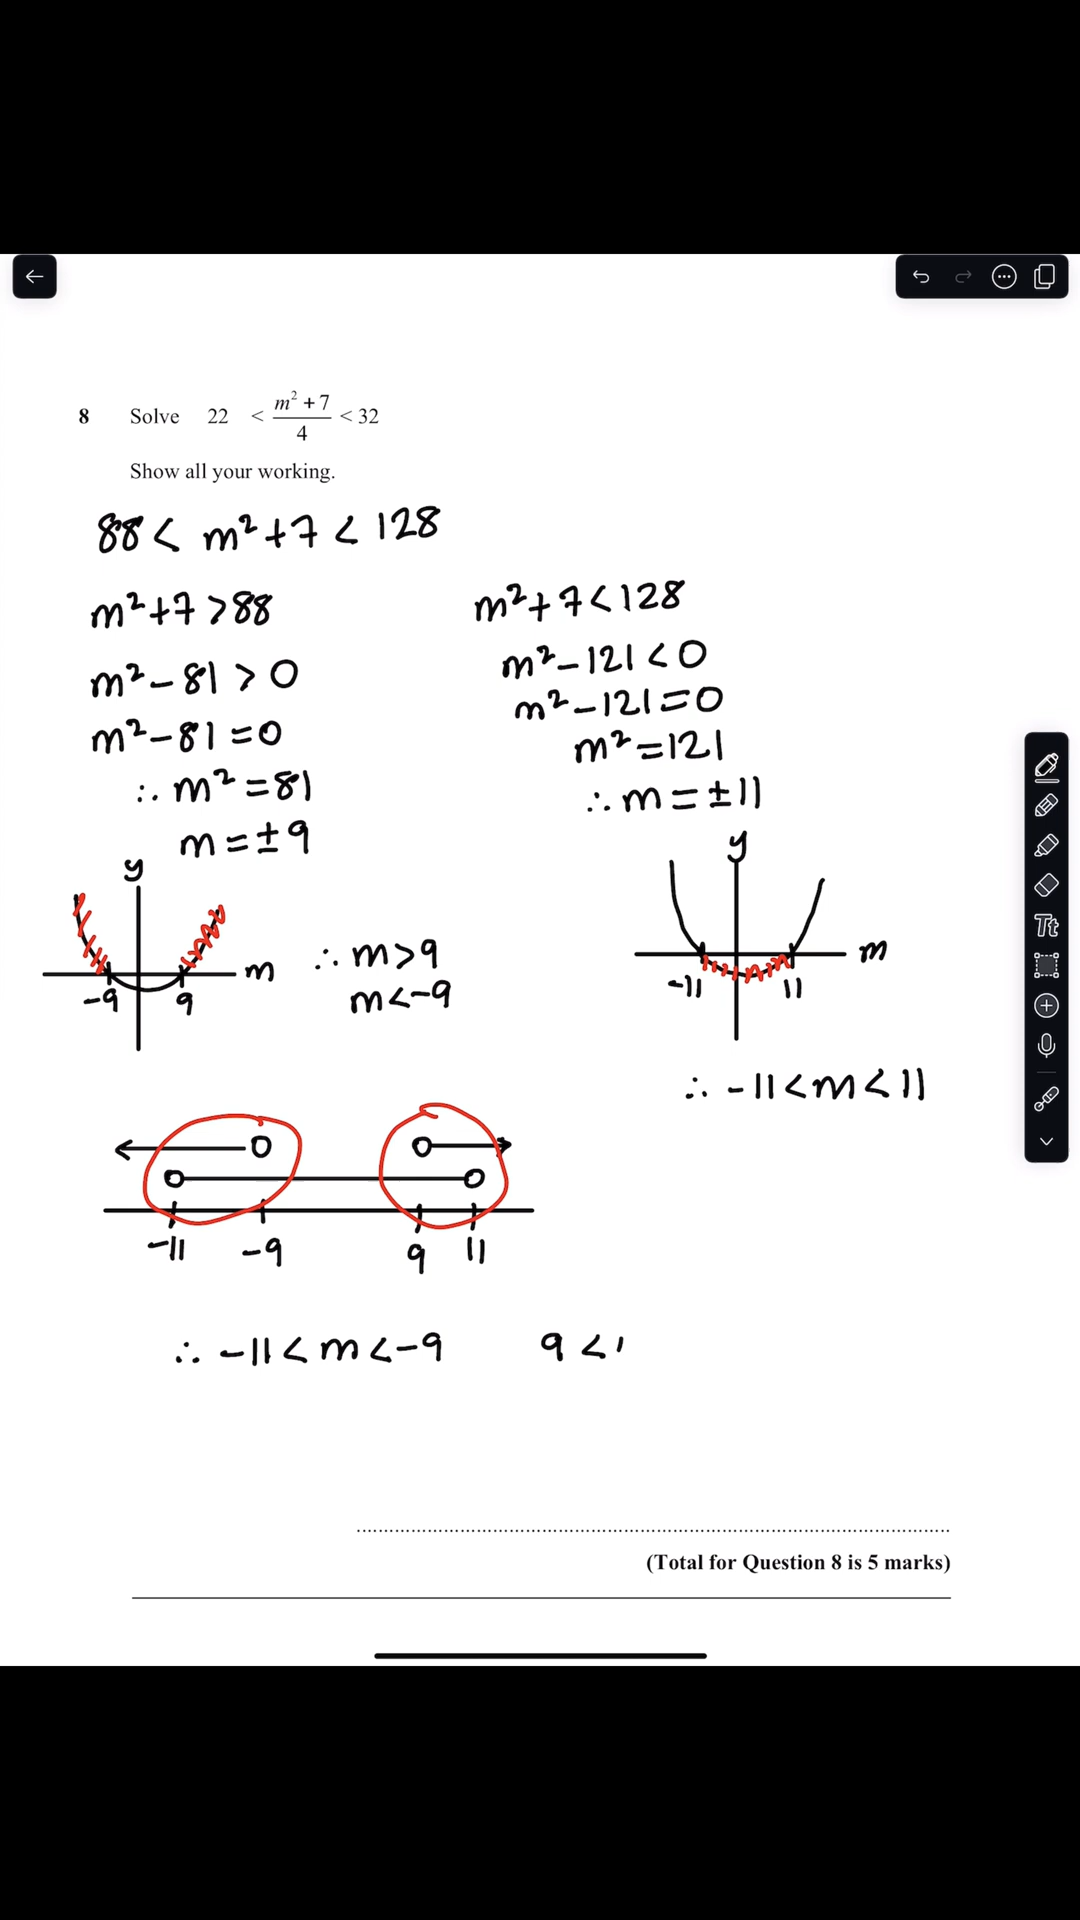 8 Solve 22 < (m² + 7)/4 < 32
Show all your working.
88 < m²+7 < 128
m²+7 > 88
m²+7 < 128
m²-81 > 0
m²-121 < 0
m²-81 = 0
m²-121 = 0
∴ m² = 81
m² = 121
m = ±9
∴ m = ±11
y
y
∴ m > 9
m < -9
m
-9
9
m
-11
11
∴ -11 < m < 11
-11
-9
9
11
∴ -11 < m < -9 9 <
(Total for Question 8 is 5 marks)
Tt